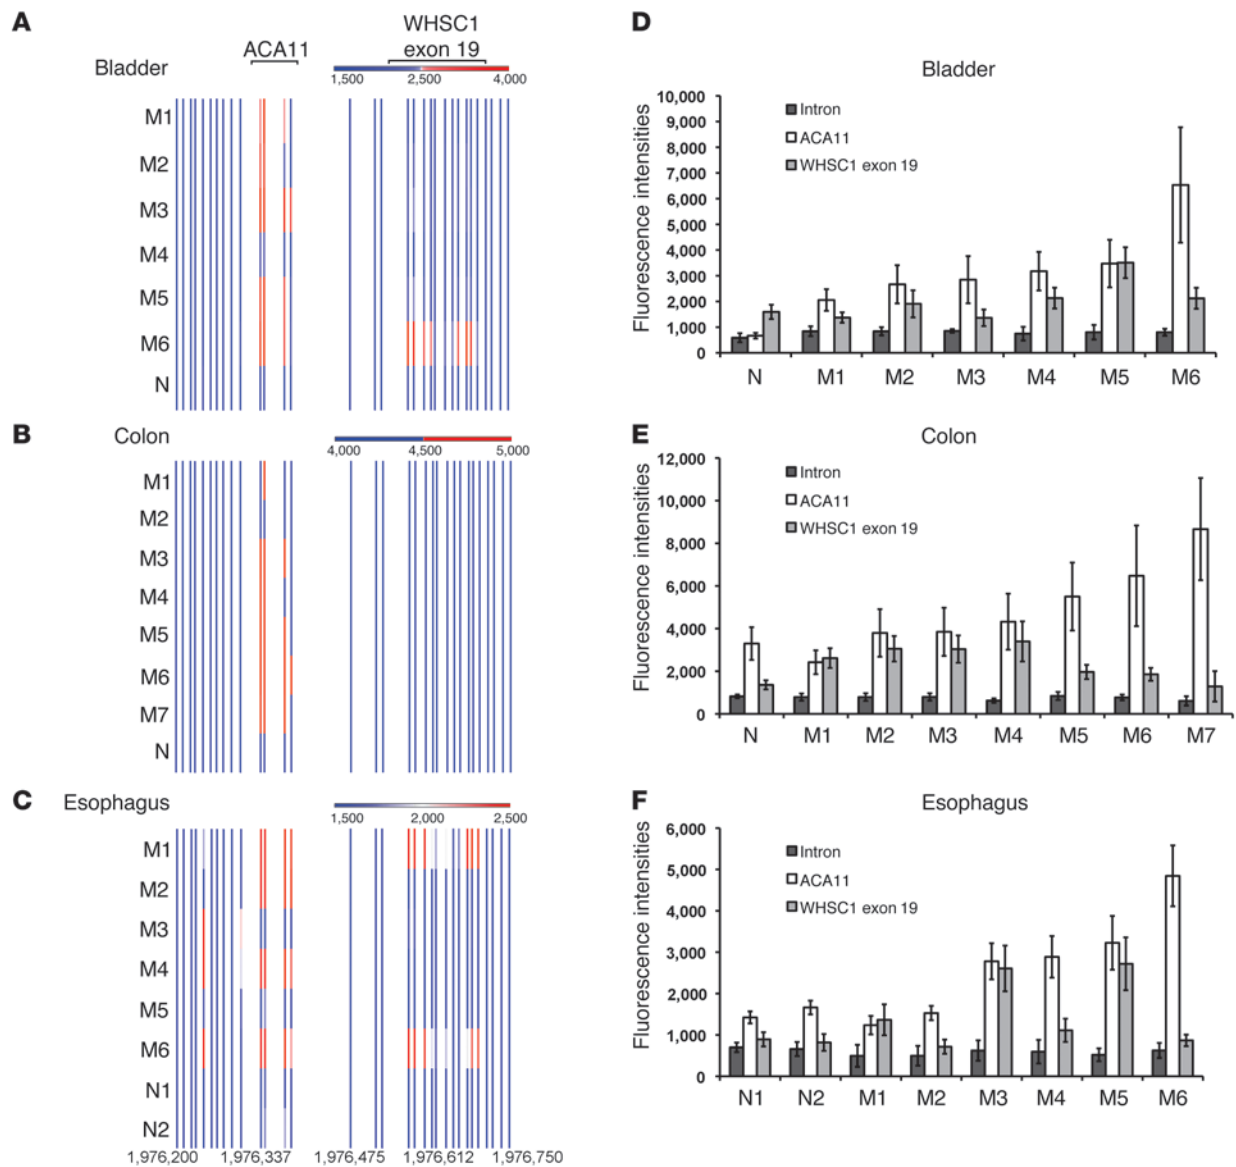 A
ACA11
WHSC1
exon 19
Bladder
1,500
2,500
4,000
M1
M2
M3
M4
M5
M6
N
B
Colon
4,000
4,500
5,000
M1
M2
M3
M4
M5
M6
M7
N
C
Esophagus
1,500
2,000
2,500
M1
M2
M3
M4
M5
M6
N1
N2
1,976,200
1,976,337
1,976,475
1,976,612
1,976,750
D
Bladder
Fluorescence intensities
10,000
9,000
8,000
7,000
6,000
5,000
4,000
3,000
2,000
1,000
0
Intron
ACA11
WHSC1 exon 19
N
M1
M2
M3
M4
M5
M6
E
Colon
Fluorescence intensities
12,000
10,000
8,000
6,000
4,000
2,000
0
Intron
ACA11
WHSC1 exon 19
N
M1
M2
M3
M4
M5
M6
M7
F
Esophagus
Fluorescence intensities
6,000
5,000
4,000
3,000
2,000
1,000
0
Intron
ACA11
WHSC1 exon 19
N1
N2
M1
M2
M3
M4
M5
M6